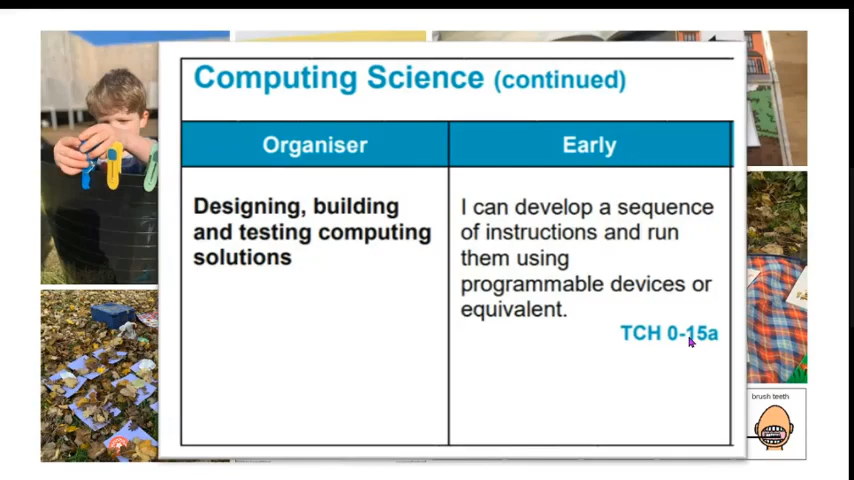 Computing Science (continued)
Organiser
Early
Designing, building
and testing computing
solutions
I can develop a sequence
of instructions and run
them using
programmable devices or
equivalent.
TCH 0-15a
brush teeth